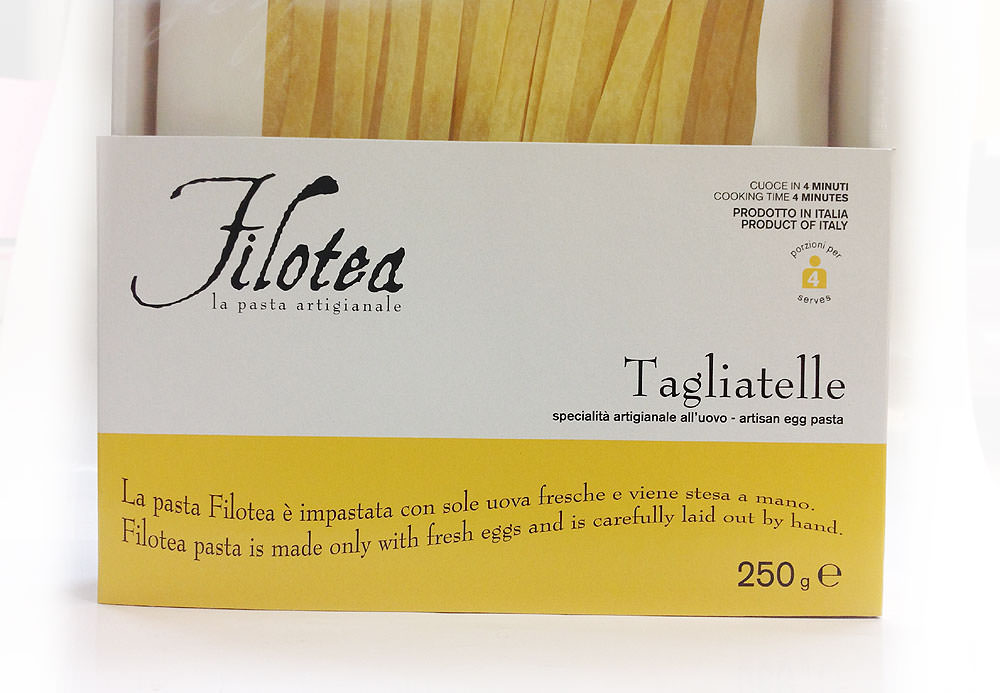 Filotea
la pasta artigianale
CUOCE IN 4 MINUTI
COOKING TIME 4 MINUTES
PRODOTTO IN ITALIA
PRODUCT OF ITALY
porzioni per
4
serves
Tagliatelle
specialità artigianale all'uovo - artisan egg pasta
La pasta Filotea è impastata con sole uova fresche e viene stesa a mano.
Filotea pasta is made only with fresh eggs and is carefully laid out by hand.
250 g ℮